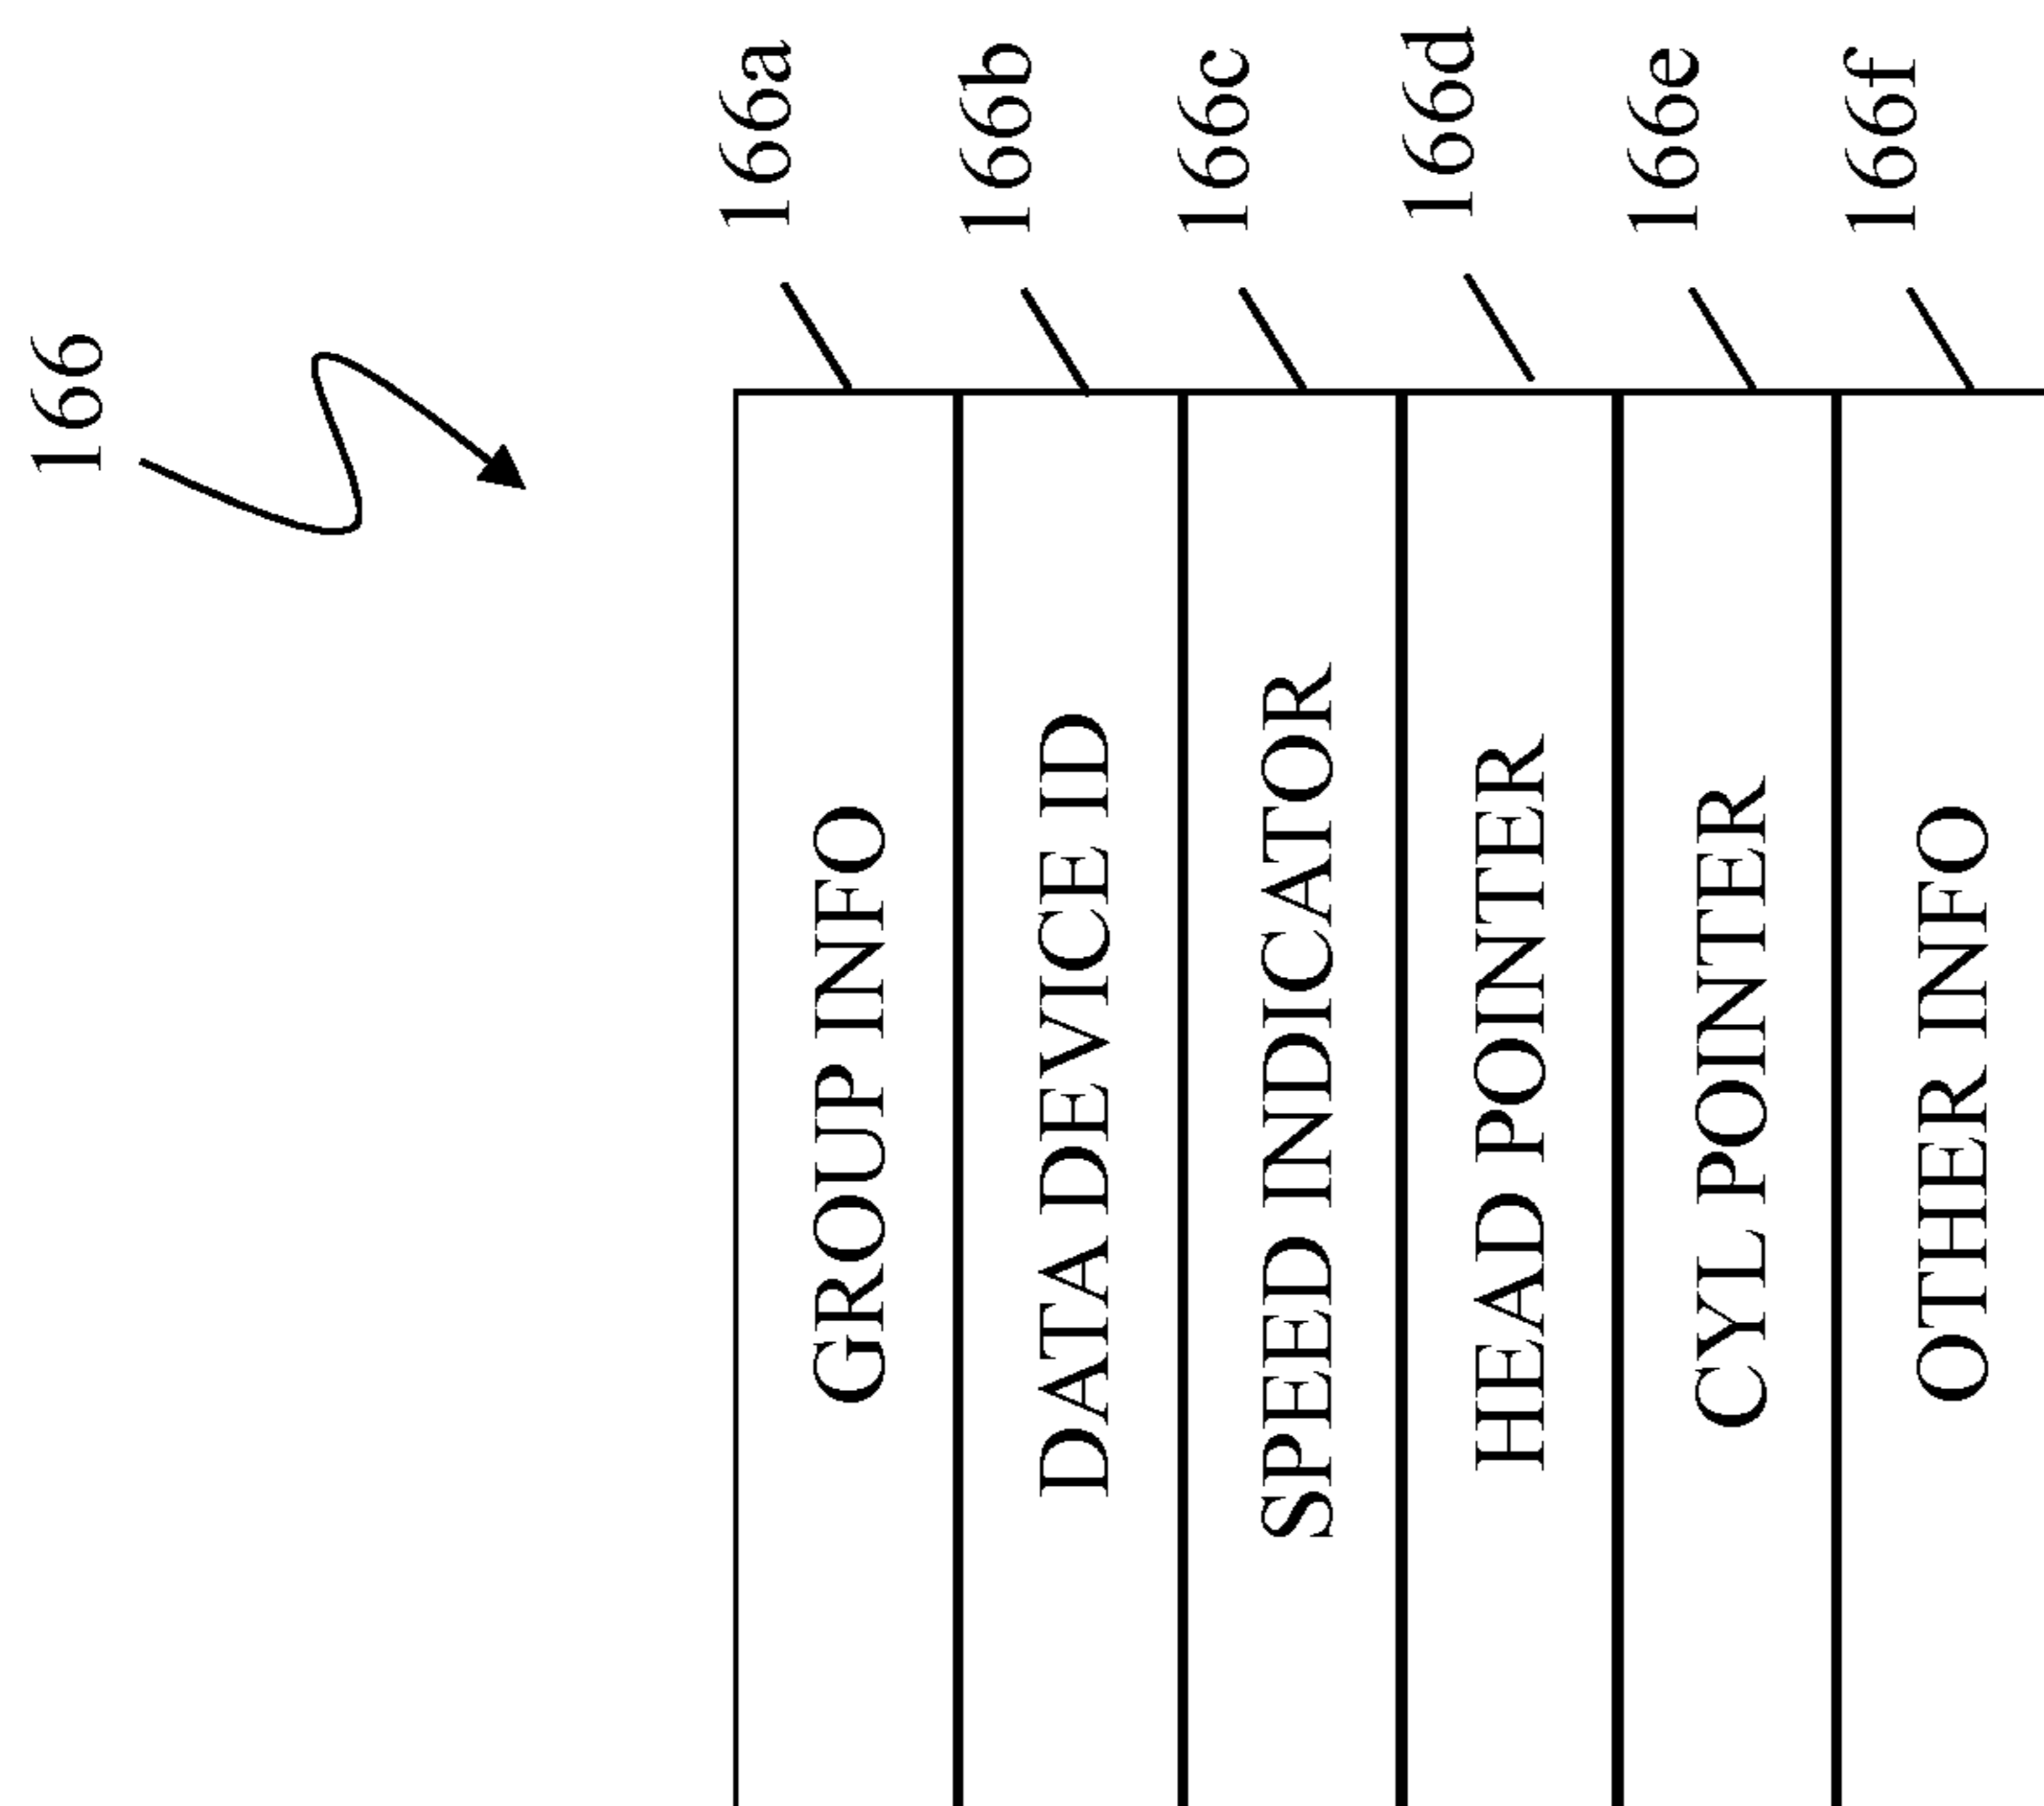 166
GROUP INFO 166a
DATA DEVICE ID 166b
SPEED INDICATOR 166c
HEAD POINTER 166d
CYL POINTER 166e
OTHER INFO 166f